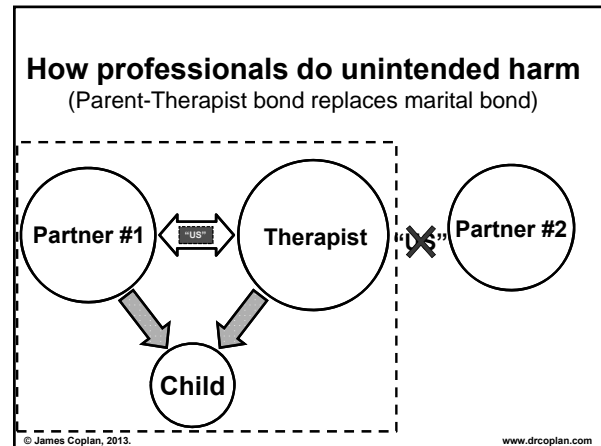 How professionals do unintended harm
(Parent-Therapist bond replaces marital bond)
Partner #1
"US"
Therapist
"US"
Partner #2
Child
© James Coplan, 2013.
www.drcoplan.com